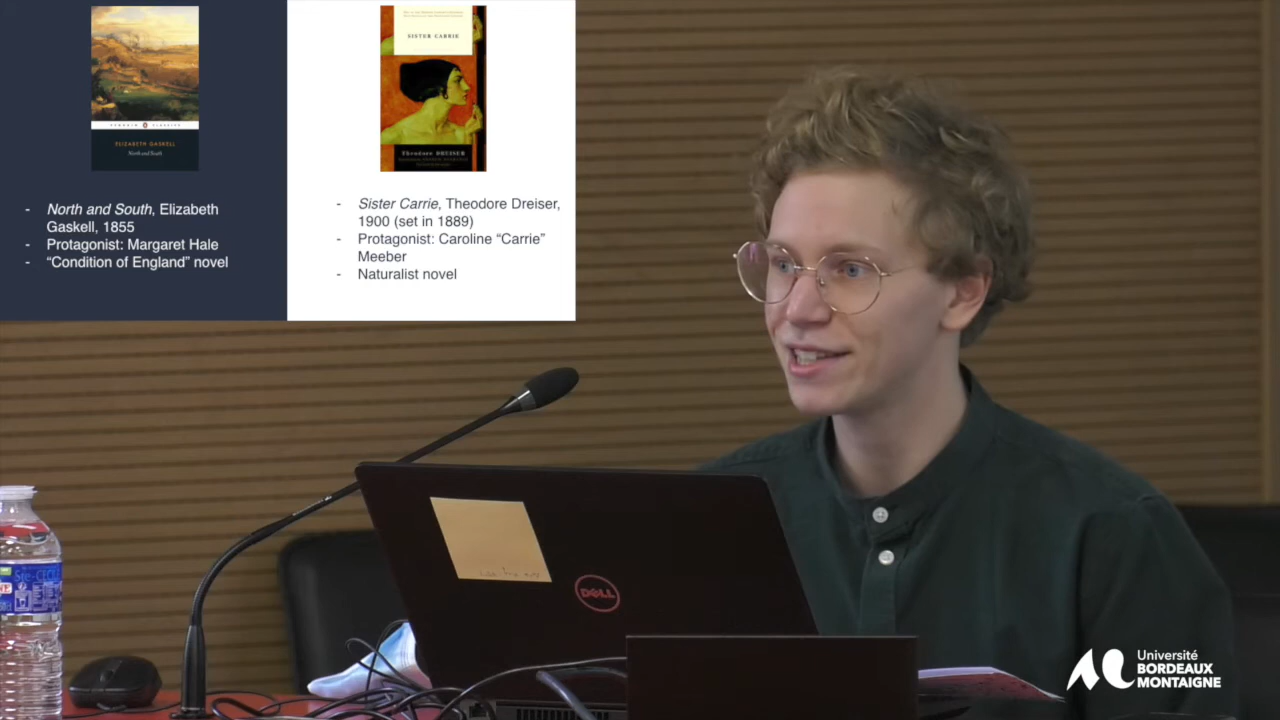 PENGUIN CLASSICS
ELIZABETH GASKELL
North and South
- North and South, Elizabeth
Gaskell, 1855
- Protagonist: Margaret Hale
- “Condition of England” novel
SISTER CARRIE
Theodore DREISER
- Sister Carrie, Theodore Dreiser,
1900 (set in 1889)
- Protagonist: Caroline “Carrie”
Meeber
- Naturalist novel
DELL
Université
BORDEAUX
MONTAIGNE